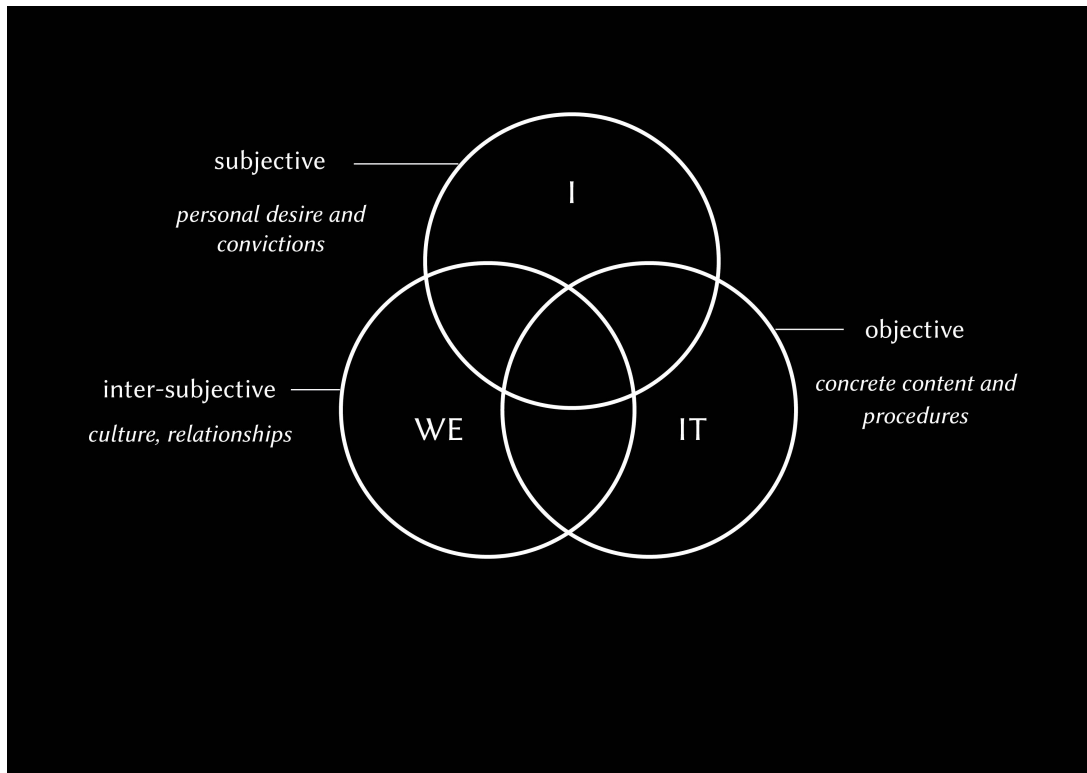 subjective
I
personal desire and
convictions
objective
inter-subjective
concrete content and
procedures
culture, relationships
WE
IT